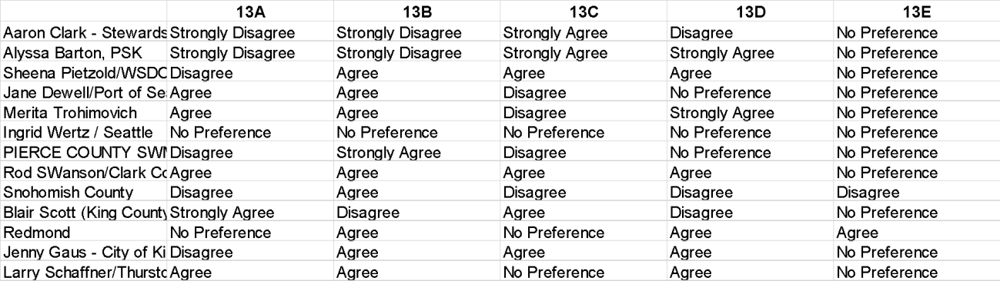 13A 13B 13C 13D 13E
Aaron Clark - Stewards Strongly Disagree Strongly Disagree Strongly Agree Disagree No Preference
Alyssa Barton, PSK Strongly Disagree Strongly Disagree Strongly Agree Strongly Agree No Preference
Sheena Pietzold/WSDO Disagree Agree Agree Agree No Preference
Jane Dewell/Port of Se Agree Agree Disagree No Preference No Preference
Merita Trohimovich Agree Agree Disagree Strongly Agree No Preference
Ingrid Wertz / Seattle No Preference No Preference No Preference No Preference No Preference
PIERCE COUNTY SW Disagree Strongly Agree Disagree No Preference No Preference
Rod SWanson/Clark Co Agree Agree Agree Agree No Preference
Snohomish County Disagree Agree Disagree Disagree Disagree
Blair Scott (King County Strongly Agree Disagree Agree Disagree No Preference
Redmond No Preference Agree No Preference Agree Agree
Jenny Gaus - City of Ki Disagree Agree Agree Agree No Preference
Larry Schaffner/Thursto Agree Agree No Preference Agree No Preference